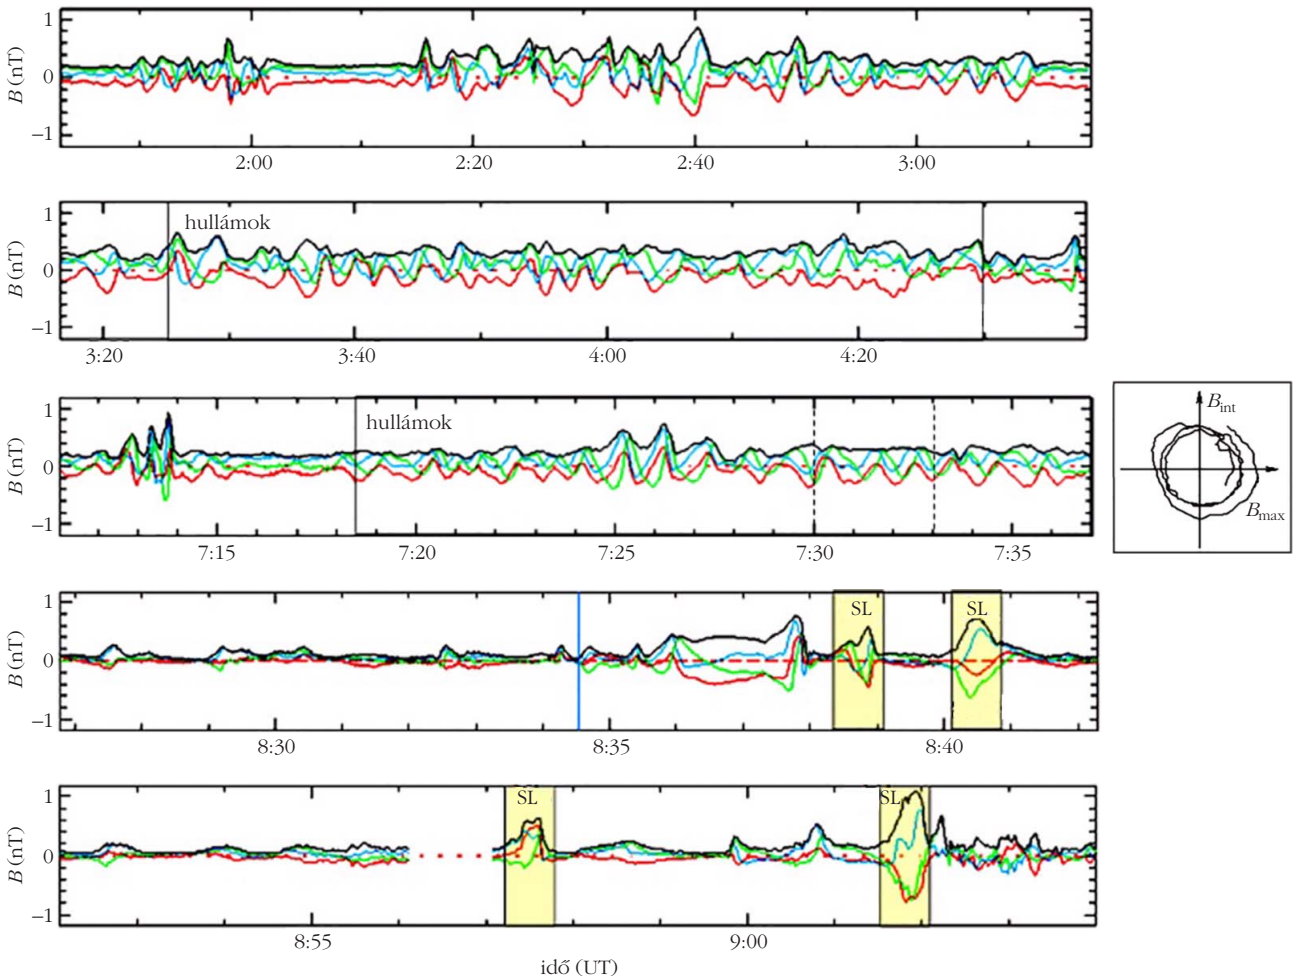 1
B (nT)
0
–1
2:00 2:20 2:40 3:00
1
hullámok
B (nT)
0
–1
3:20 3:40 4:00 4:20
1
hullámok
B (nT)
0
–1
7:15 7:20 7:25 7:30 7:35
Bint
Bmax
1
SL SL
B (nT)
0
–1
8:30 8:35 8:40
1
SL SL
B (nT)
0
–1
8:55 9:00
idő (UT)